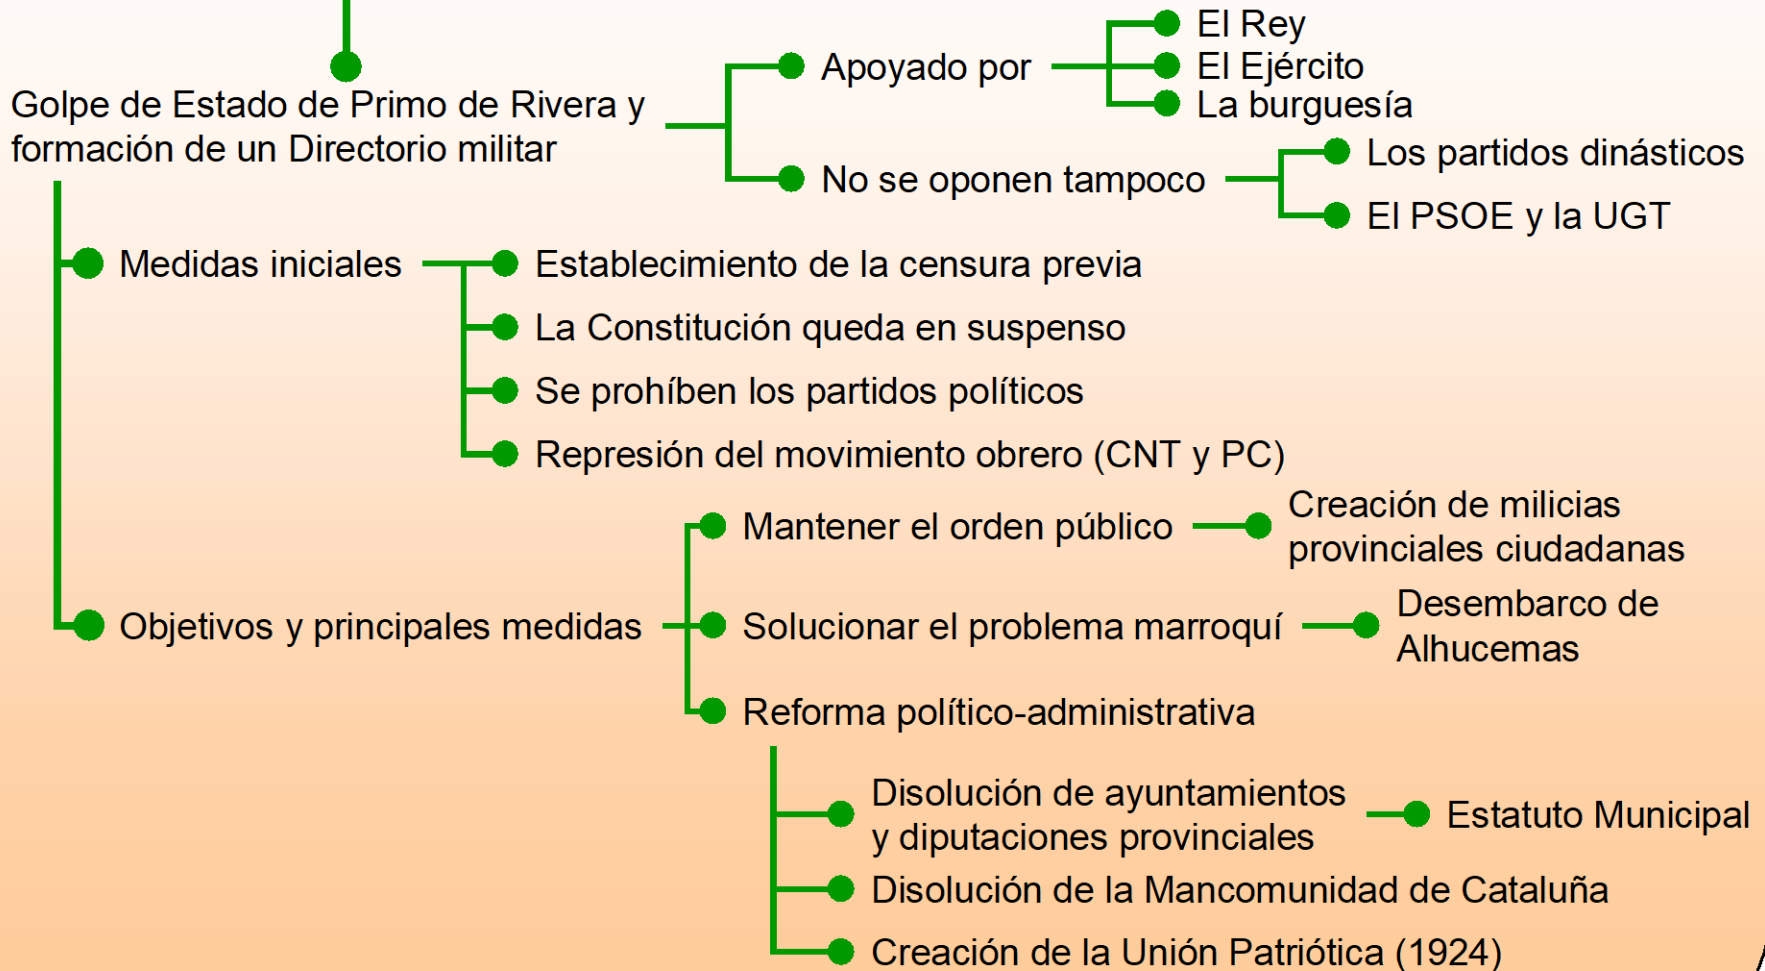 El Rey
Apoyado por
El Ejército
La burguesía
Golpe de Estado de Primo de Rivera y
formación de un Directorio militar
Los partidos dinásticos
No se oponen tampoco
El PSOE y la UGT
Medidas iniciales
Establecimiento de la censura previa
La Constitución queda en suspenso
Se prohíben los partidos políticos
Represión del movimiento obrero (CNT y PC)
Objetivos y principales medidas
Mantener el orden público
Creación de milicias
provinciales ciudadanas
Solucionar el problema marroquí
Desembarco de
Alhucemas
Reforma político-administrativa
Disolución de ayuntamientos
y diputaciones provinciales
Estatuto Municipal
Disolución de la Mancomunidad de Cataluña
Creación de la Unión Patriótica (1924)